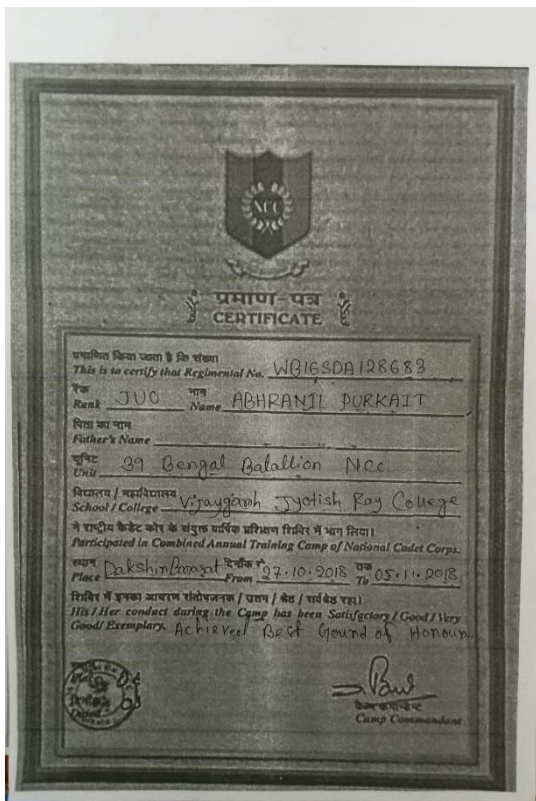 NCC
प्रमाण-पत्र
CERTIFICATE
प्रमाणित किया जाता है कि संख्या
This is to certify that Regimental No. WB16SDA128683
रैंक नाम
Rank JUO Name ABHRANIL PURKAIT
पिता का नाम
Father's Name
यूनिट
Unit 39 Bengal Batallion NCC
विद्यालय / महाविद्यालय
School / College Vijaygarh Jyotish Ray College
ने राष्ट्रीय कैडेट कोर के संयुक्त वार्षिक प्रशिक्षण शिविर में भाग लिया।
Participated in Combined Annual Training Camp of National Cadet Corps.
स्थान दिनाँक से तक
Place Dakshin Barasat From 27.10.2018 To 05.11.2018
शिविर में इनका आचरण संतोषजनक / उत्तम / श्रेष्ठ / सर्वश्रेष्ठ रहा।
His / Her conduct during the Camp has been Satisfactory / Good / Very
Good / Exemplary. Achieved Best Gourd of Honour
दिनाँक
Dated
कैम्प कमान्डेन्ट
Camp Commandant